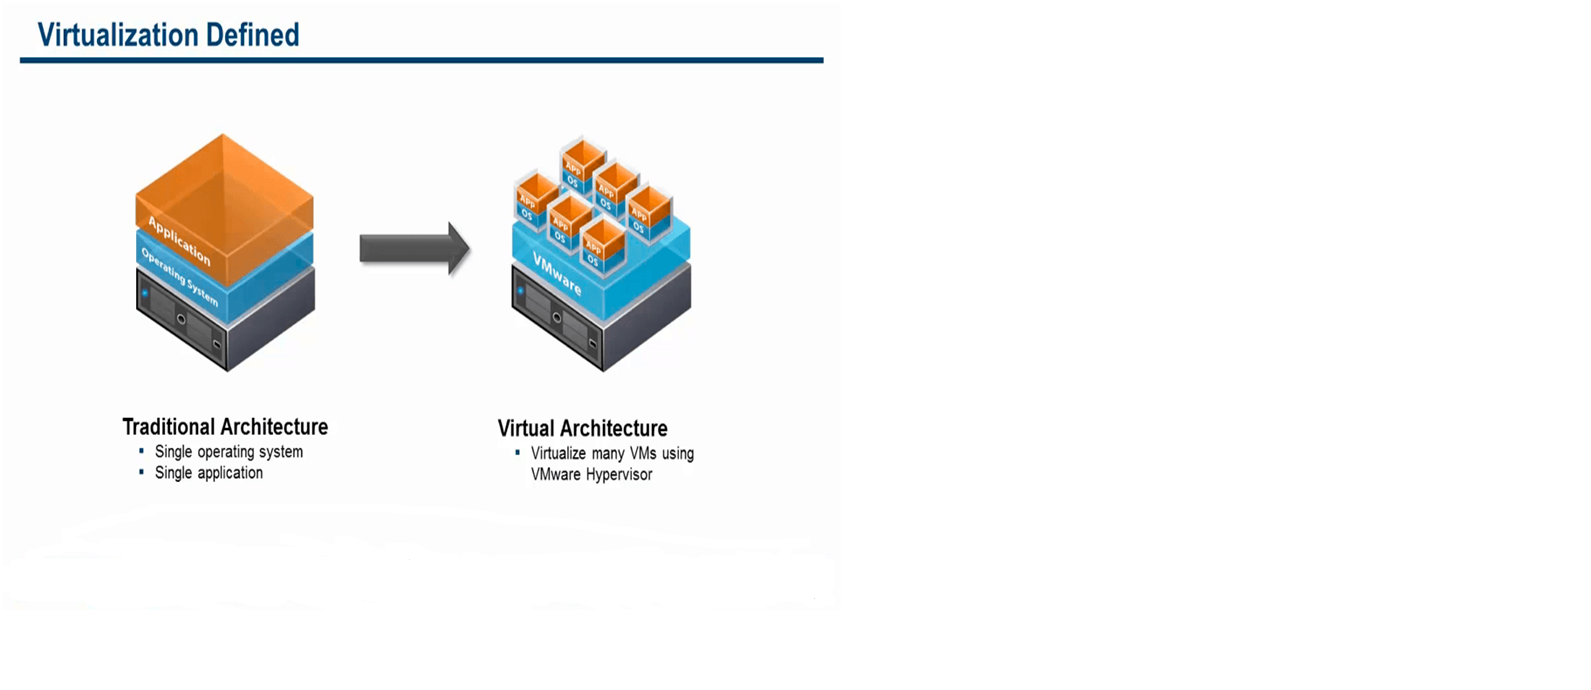 Virtualization Defined
Application
Operating System
APP
OS
APP
OS
APP
OS
APP
OS
APP
OS
APP
OS
VMware
Traditional Architecture
▪ Single operating system
▪ Single application
Virtual Architecture
▪ Virtualize many VMs using
VMware Hypervisor